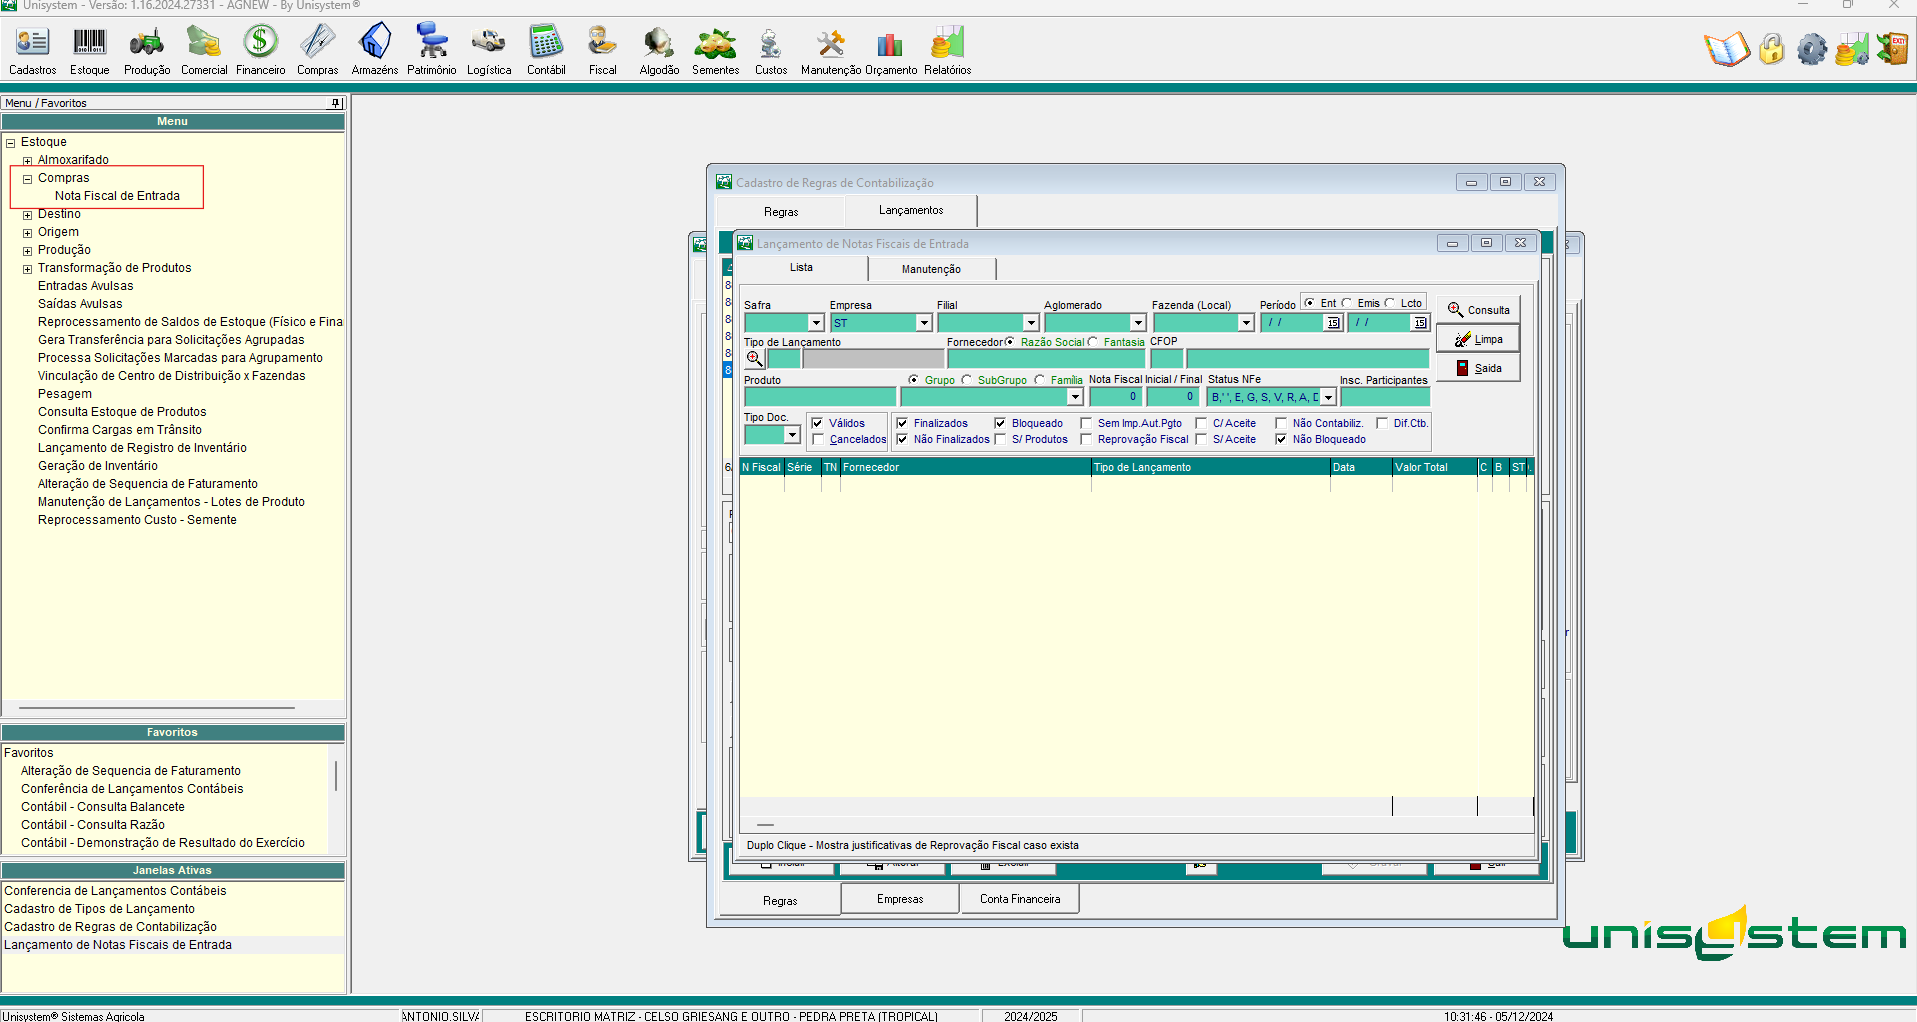 Unisystem - Versão: 1.16.2024.27331 - AGNEW - By Unisystem®
Cadastros Estoque Produção Comercial Financeiro Compras Armazéns Patrimônio Logística Contábil Fiscal Algodão Sementes Custos Manutenção Orçamento Relatórios
EXIT
Menu / Favoritos
Menu
Estoque
Almoxarifado
Compras
Nota Fiscal de Entrada
Destino
Origem
Produção
Transformação de Produtos
Entradas Avulsas
Saídas Avulsas
Reprocessamento de Saldos de Estoque (Físico e Fina
Gera Transferência para Solicitações Agrupadas
Processa Solicitações Marcadas para Agrupamento
Vinculação de Centro de Distribuição x Fazendas
Pesagem
Consulta Estoque de Produtos
Confirma Cargas em Trânsito
Lançamento de Registro de Inventário
Geração de Inventário
Alteração de Sequencia de Faturamento
Manutenção de Lançamentos - Lotes de Produto
Reprocessamento Custo - Semente
Favoritos
Favoritos
Alteração de Sequencia de Faturamento
Conferência de Lançamentos Contábeis
Contábil - Consulta Balancete
Contábil - Consulta Razão
Contábil - Demonstração de Resultado do Exercício
Janelas Ativas
Conferencia de Lançamentos Contábeis
Cadastro de Tipos de Lançamento
Cadastro de Regras de Contabilização
Lançamento de Notas Fiscais de Entrada
Cadastro de Regras de Contabilização
Regras Lançamentos
Lançamento de Notas Fiscais de Entrada
Lista Manutenção
Safra Empresa Filial Aglomerado Fazenda (Local) Período Ent Emis Lcto
ST / / 15 / / 15
Consulta
Tipo de Lançamento Fornecedor Razão Social Fantasia CFOP
Limpa
Saida
Produto Grupo SubGrupo Família Nota Fiscal Inicial / Final Status NFe Insc. Participantes
0 0 B,' ', E, G, S, V, R, A, D
Tipo Doc. Válidos Finalizados Bloqueado Sem Imp.Aut.Pgto C/ Aceite Não Contabiliz. Dif.Ctb.
Cancelados Não Finalizados S/ Produtos Reprovação Fiscal S/ Aceite Não Bloqueado
N Fiscal Série TN Fornecedor Tipo de Lançamento Data Valor Total C B ST
Duplo Clique - Mostra justificativas de Reprovação Fiscal caso exista
Regras Empresas Conta Financeira
unisystem
Unisystem® Sistemas Agricola ANTONIO.SILVA ESCRITORIO MATRIZ - CELSO GRIESANG E OUTRO - PEDRA PRETA (TROPICAL) 2024/2025 10:31:46 - 05/12/2024